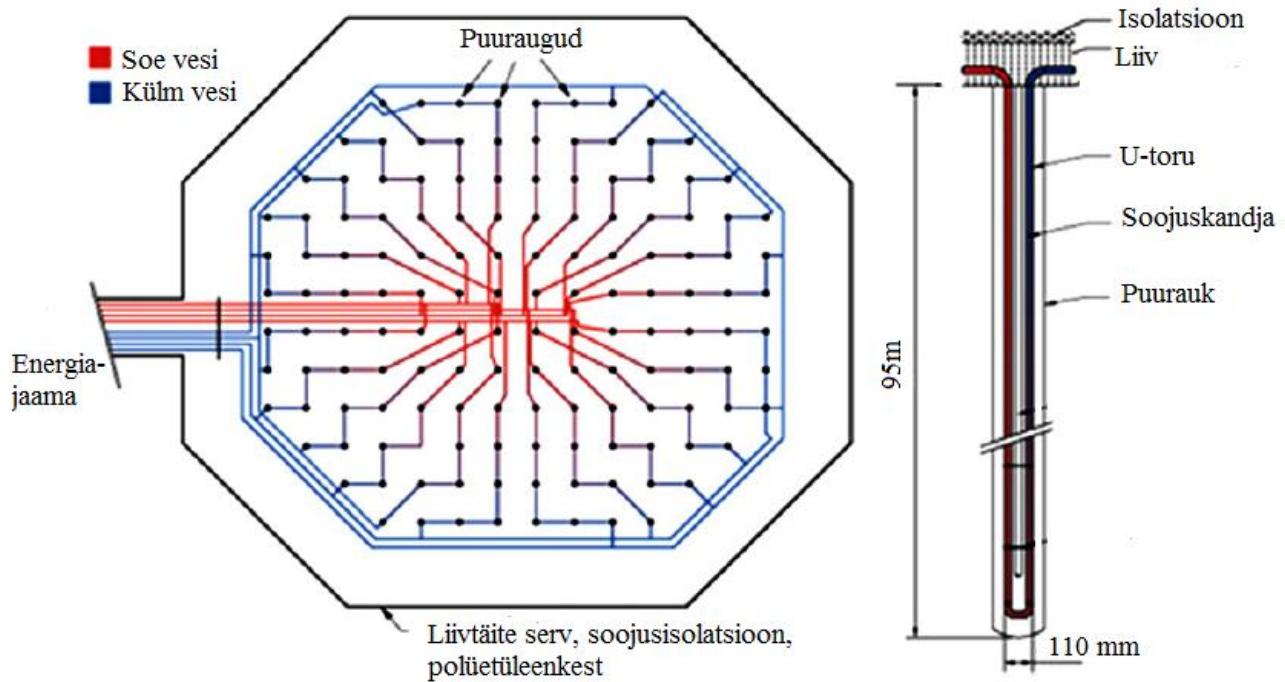 Soe vesi
Külm vesi
Puuraugud
Energia-
jaama
Liivtäite serv, soojusisolatsioon,
polüetüleenkest
Isolatsioon
Liiv
U-toru
Soojuskandja
Puurauk
95m
110 mm